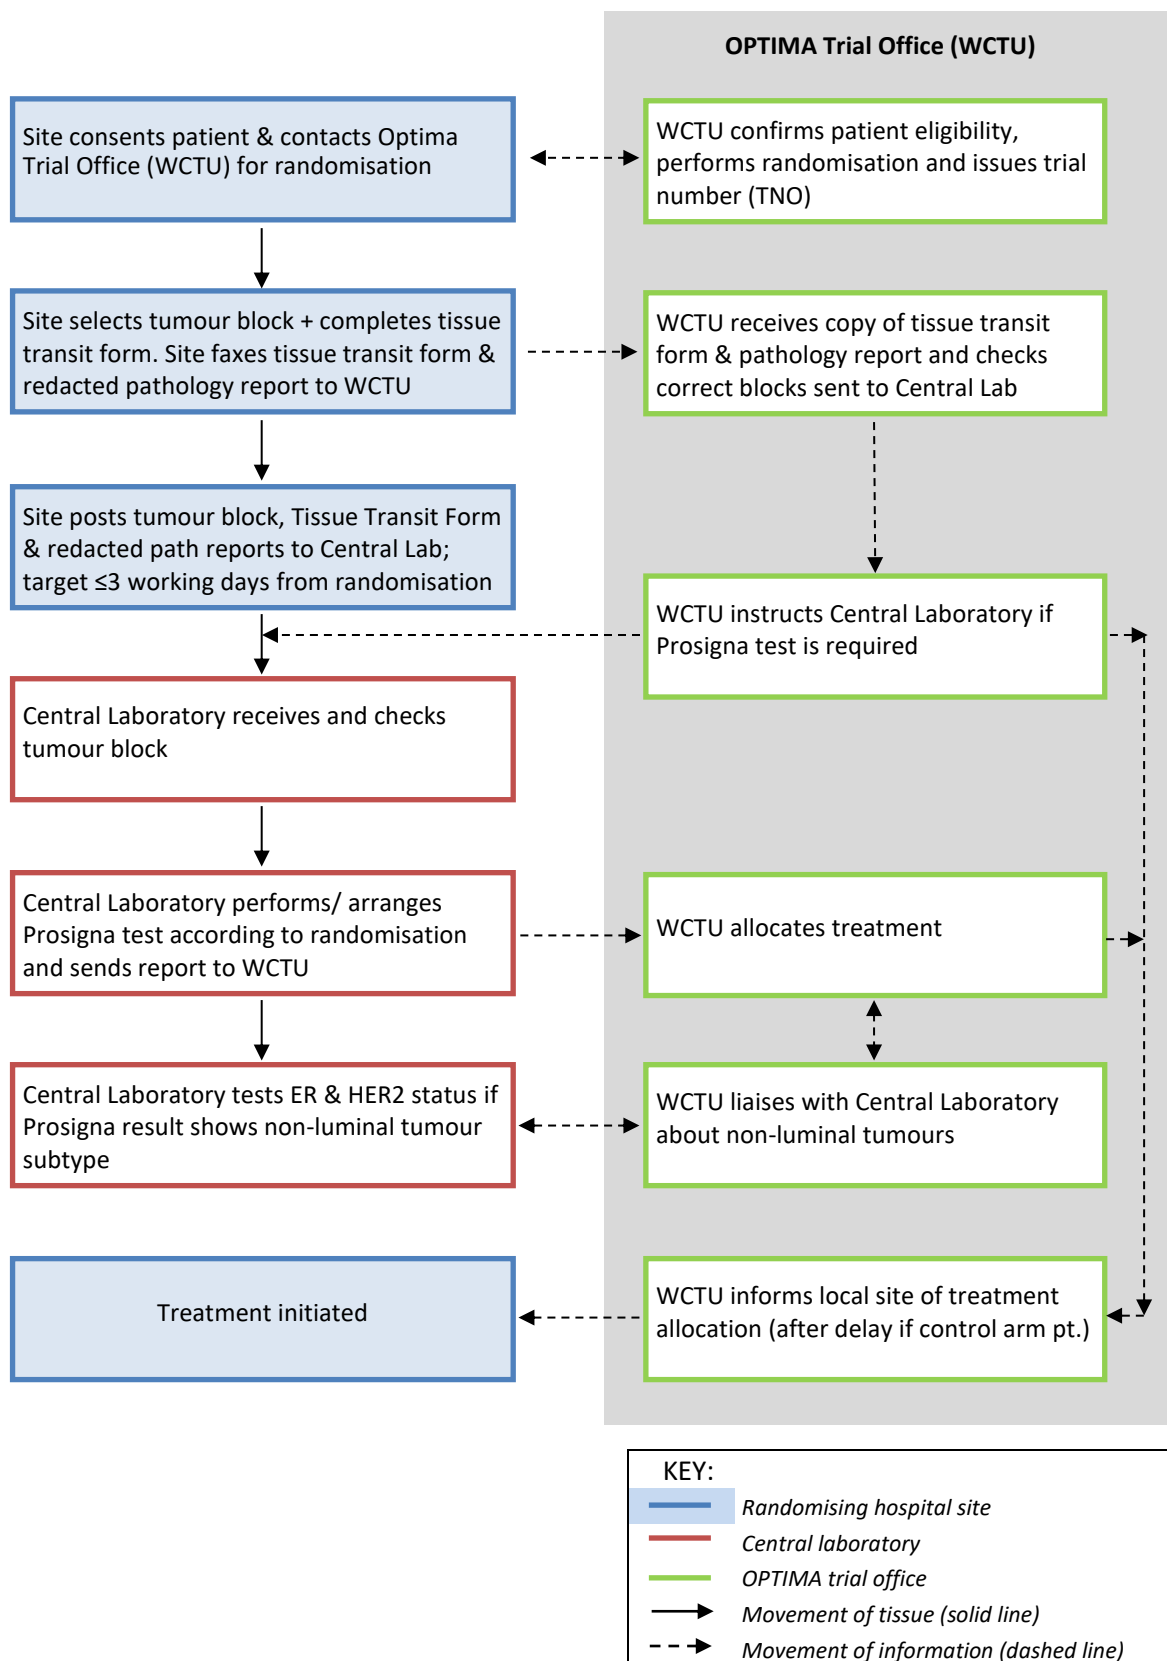 OPTIMA Trial Office (WCTU)
Site consents patient & contacts Optima
Trial Office (WCTU) for randomisation
WCTU confirms patient eligibility,
performs randomisation and issues trial
number (TNO)
Site selects tumour block + completes tissue
transit form. Site faxes tissue transit form &
redacted pathology report to WCTU
WCTU receives copy of tissue transit
form & pathology report and checks
correct blocks sent to Central Lab
Site posts tumour block, Tissue Transit Form
& redacted path reports to Central Lab;
target ≤3 working days from randomisation
WCTU instructs Central Laboratory if
Prosigna test is required
Central Laboratory receives and checks
tumour block
Central Laboratory performs/ arranges
Prosigna test according to randomisation
and sends report to WCTU
WCTU allocates treatment
Central Laboratory tests ER & HER2 status if
Prosigna result shows non-luminal tumour
subtype
WCTU liaises with Central Laboratory
about non-luminal tumours
Treatment initiated
WCTU informs local site of treatment
allocation (after delay if control arm pt.)
KEY:
Randomising hospital site
Central laboratory
OPTIMA trial office
Movement of tissue (solid line)
Movement of information (dashed line)